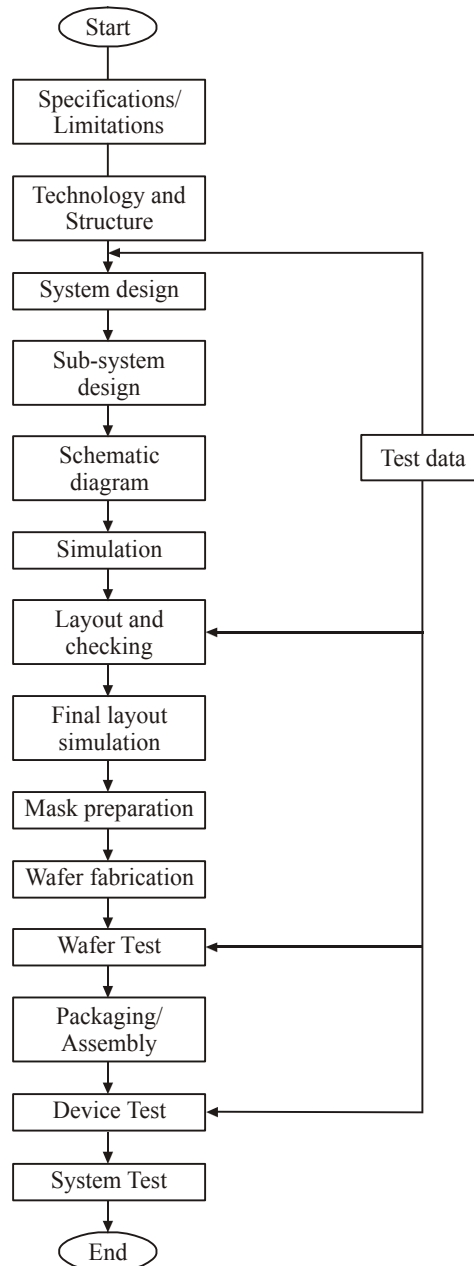 Start
Specifications/
Limitations
Technology and
Structure
System design
Sub-system
design
Schematic
diagram
Test data
Simulation
Layout and
checking
Final layout
simulation
Mask preparation
Wafer fabrication
Wafer Test
Packaging/
Assembly
Device Test
System Test
End